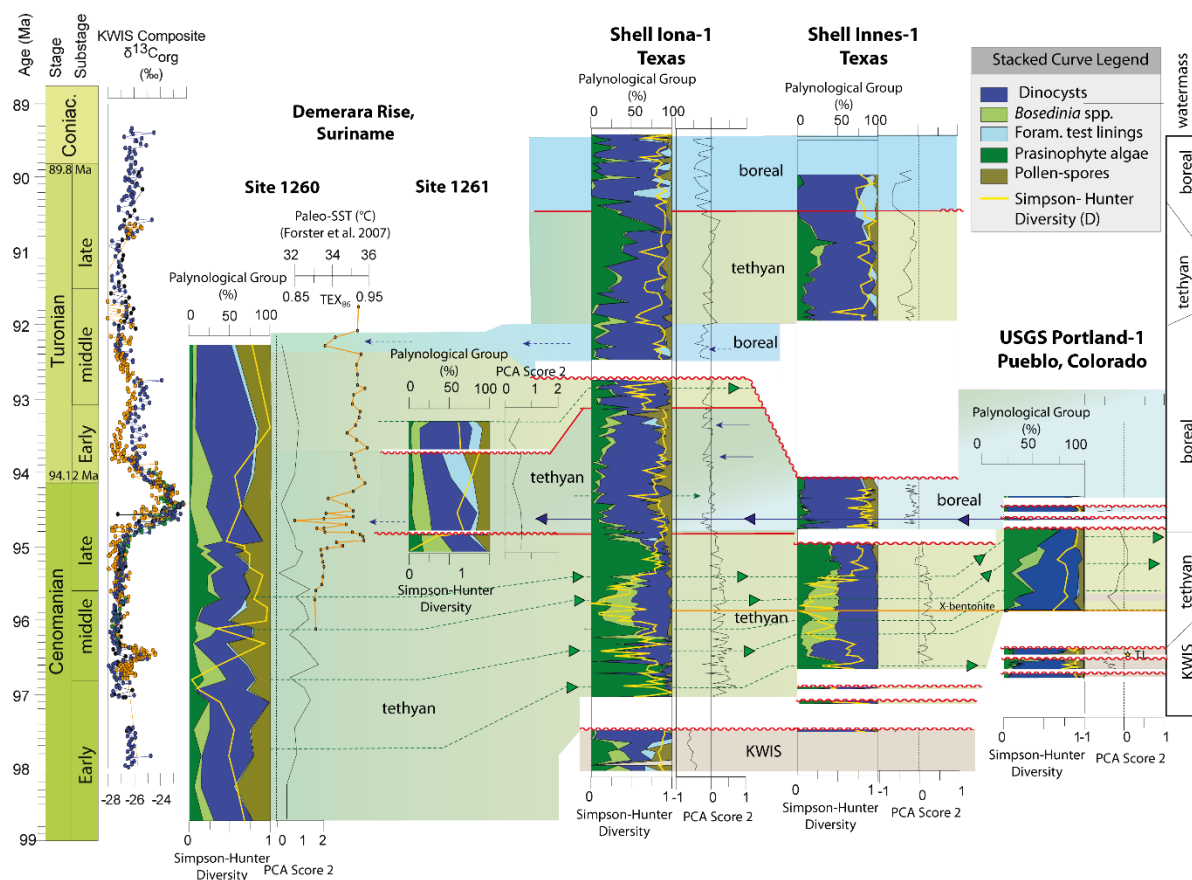 Age (Ma)
Stage
Substage
KWIS Composite
δ13Corg
(‰)
89
90
91
92
93
94
95
96
97
98
99
Coniac.
89.8 Ma
Turonian
late
middle
Early
94.12 Ma
Cenomanian
late
middle
Early
-28 -26 -24
Demerara Rise,
Suriname
Site 1260
Site 1261
Paleo-SST (°C)
(Forster et al. 2007)
32 34 36
0.85 TEX86 0.95
Palynological Group
(%)
0 50 100
Simpson-Hunter
Diversity
0 1
0 1 2
PCA Score 2
Palynological Group
(%)
0 50 100
PCA Score 2
0 1 2
0 1
Simpson-Hunter
Diversity
tethyan
tethyan
Shell Iona-1
Texas
Palynological Group
(%)
0 50 100
boreal
tethyan
boreal
tethyan
KWIS
0 1 -1 0 1
Simpson-Hunter
Diversity
PCA Score 2
Shell Innes-1
Texas
Palynological Group
(%)
0 50 100
boreal
X-bentonite
0 1 -1 0 1
Simpson-Hunter
Diversity
PCA Score 2
Stacked Curve Legend
Dinocysts
Bosedinia spp.
Foram. test linings
Prasinophyte algae
Pollen-spores
Simpson- Hunter
Diversity (D)
USGS Portland-1
Pueblo, Colorado
Palynological Group
(%)
0 50 100
TL
0 1 -1 0 1
Simpson-Hunter
Diversity
PCA Score 2
watermass
boreal
tethyan
boreal
tethyan
KWIS